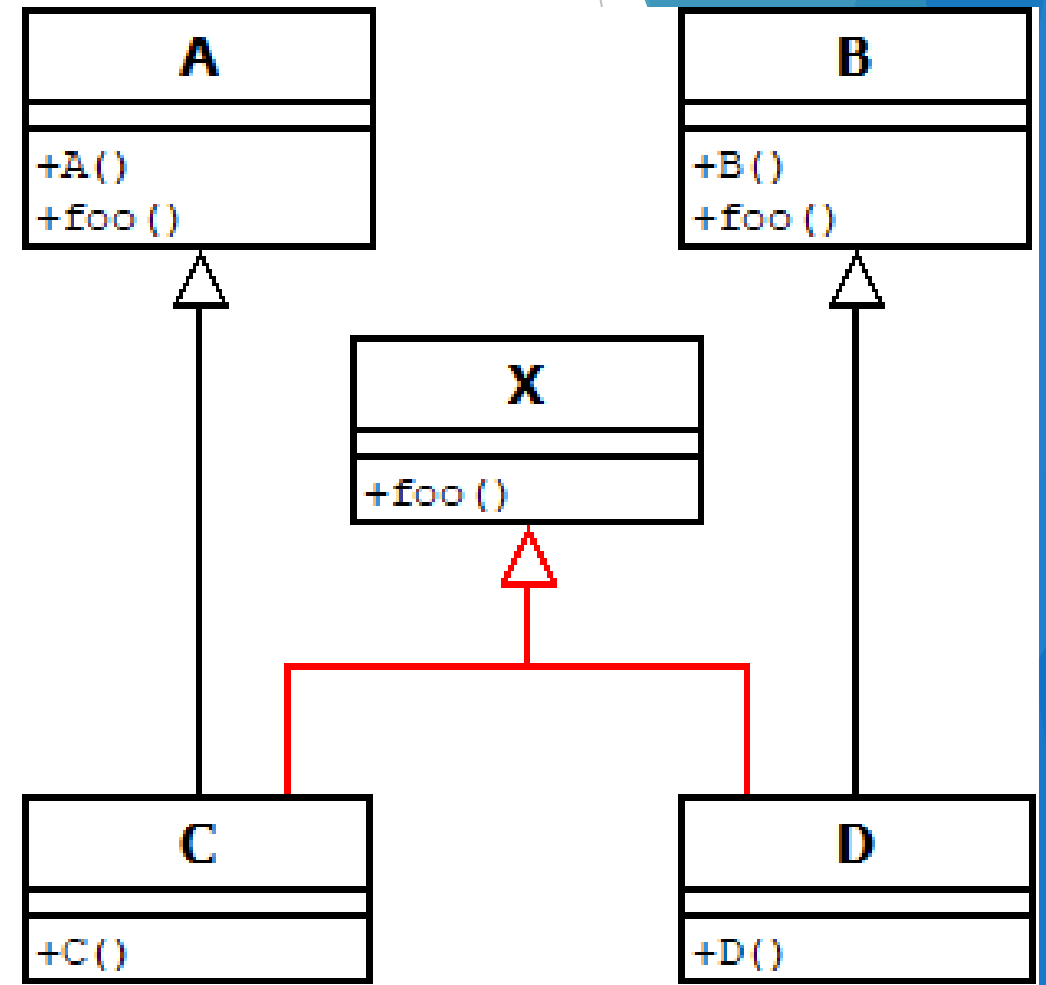 A
+A()
+foo()
B
+B()
+foo()
X
+foo()
C
+C()
D
+D()